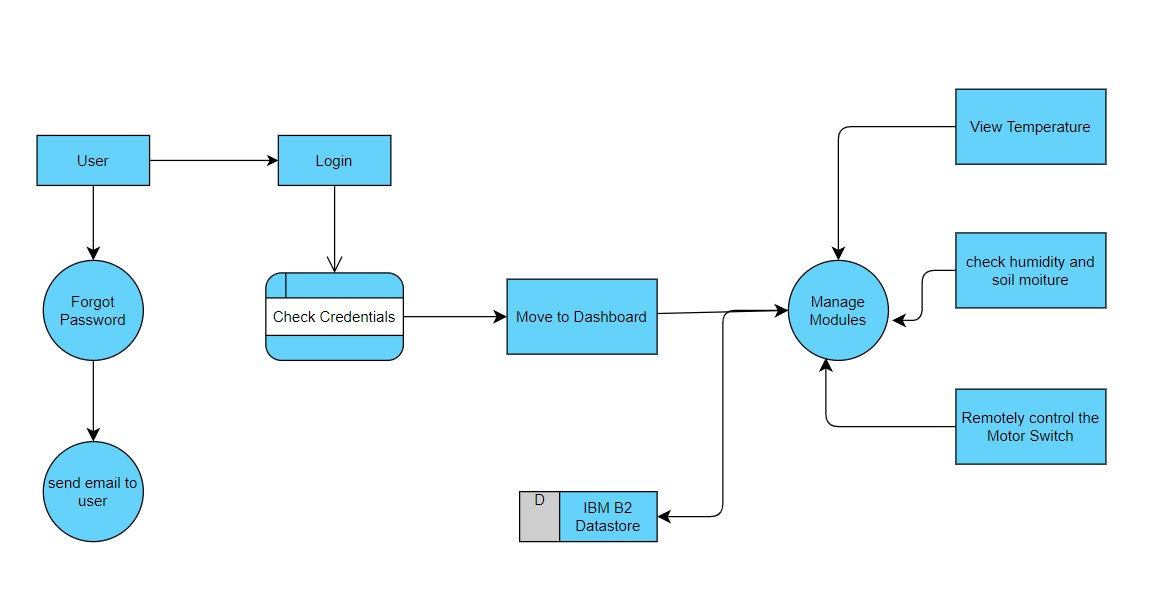 User
Login
Forgot
Password
send email to
user
Check Credentials
Move to Dashboard
D
IBM B2
Datastore
Manage
Modules
View Temperature
check humidity and
soil moiture
Remotely control the
Motor Switch